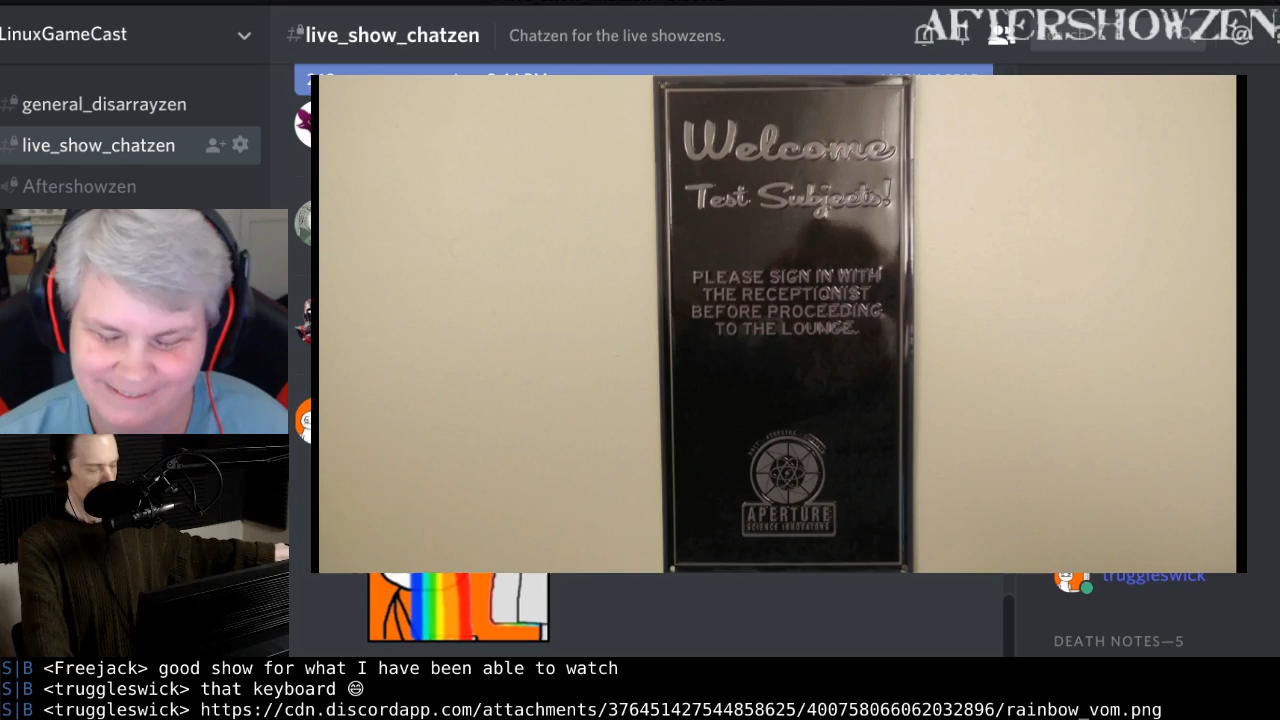 AFTERSHOWZEN
LinuxGameCast
live_show_chatzen
Chatzen for the live showzens.
general_disarrayzen
live_show_chatzen
Aftershowzen
Welcome
Test Subjects!
PLEASE SIGN IN WITH
THE RECEPTIONIST
BEFORE PROCEEDING
TO THE LOUNGE.
APERTURE
SCIENCE INNOVATORS
truggleswick
DEATH NOTES—5
S|B <Freejack> good show for what I have been able to watch
S|B <truggleswick> that keyboard 😄
S|B <truggleswick> https://cdn.discordapp.com/attachments/376451427544858625/400758066062032896/rainbow_vom.png